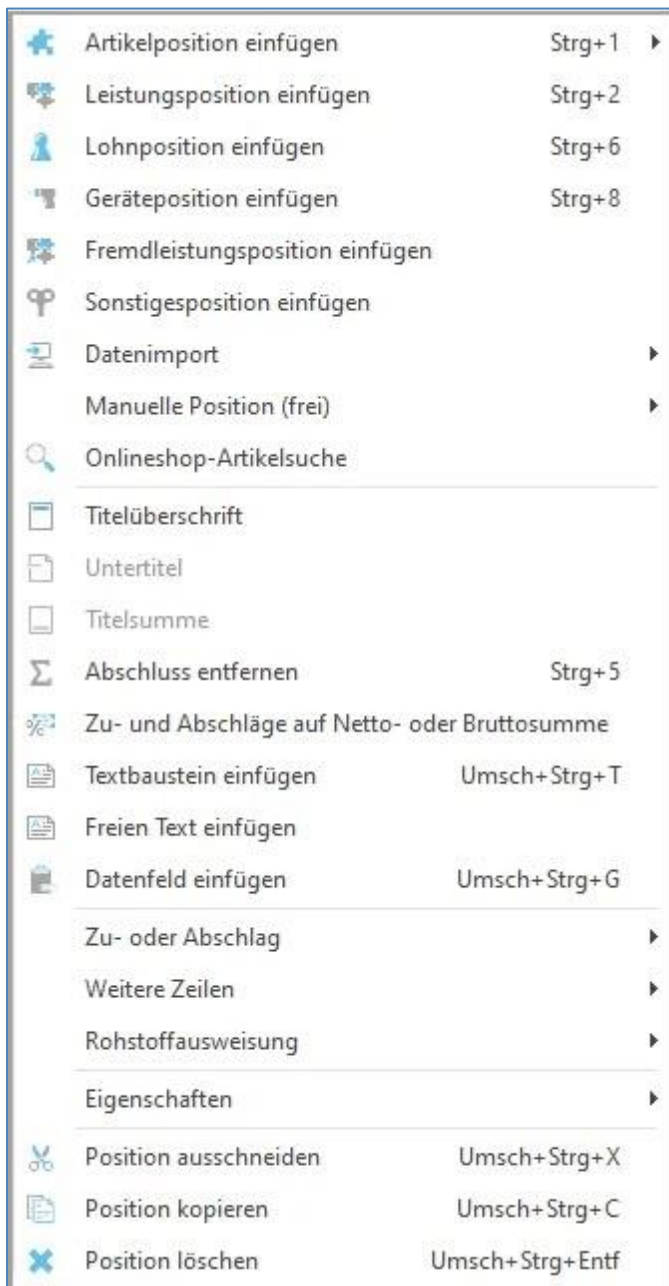 Artikelposition einfügen Strg+1
Leistungsposition einfügen Strg+2
Lohnposition einfügen Strg+6
Geräteposition einfügen Strg+8
Fremdleistungsposition einfügen
Sonstigesposition einfügen
Datenimport
Manuelle Position (frei)
Onlineshop-Artikelsuche
Titelüberschrift
Untertitel
Titelsumme
Abschluss entfernen Strg+5
Zu- und Abschläge auf Netto- oder Bruttosumme
Textbaustein einfügen Umsch+Strg+T
Freien Text einfügen
Datenfeld einfügen Umsch+Strg+G
Zu- oder Abschlag
Weitere Zeilen
Rohstoffausweisung
Eigenschaften
Position ausschneiden Umsch+Strg+X
Position kopieren Umsch+Strg+C
Position löschen Umsch+Strg+Entf